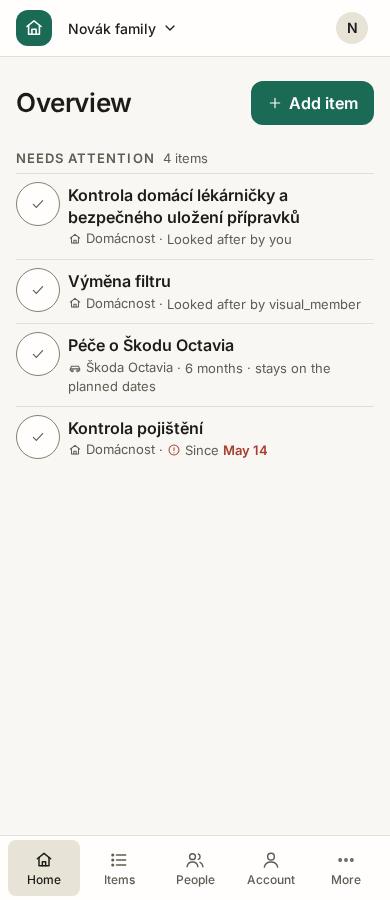 Novák family
N
Overview
Add item
NEEDS ATTENTION 4 items
Kontrola domácí lékárničky a
bezpečného uložení přípravků
Domácnost · Looked after by you
Výměna filtru
Domácnost · Looked after by visual_member
Péče o Škodu Octavia
Škoda Octavia · 6 months · stays on the
planned dates
Kontrola pojištění
Domácnost · Since May 14
Home
Items
People
Account
More